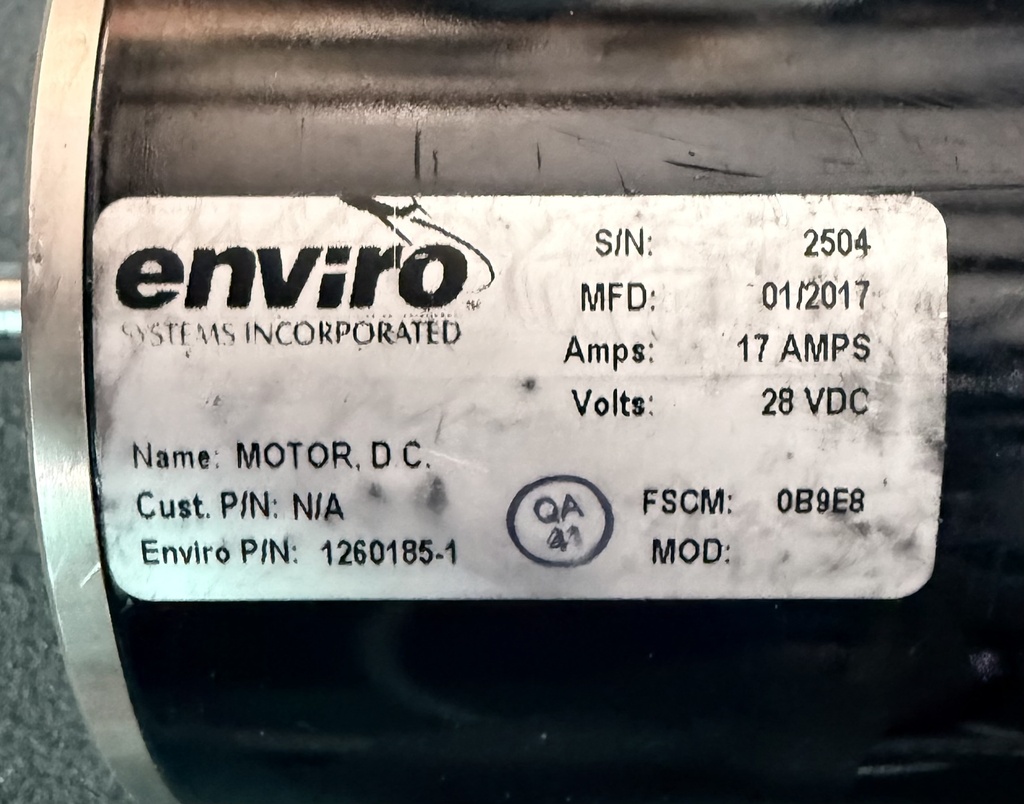 enviro
SYSTEMS INCORPORATED
S/N: 2504
MFD: 01/2017
Amps: 17 AMPS
Volts: 28 VDC
Name: MOTOR, D.C.
Cust. P/N: N/A
Enviro P/N: 1260185-1
QA
41
FSCM: 0B9E8
MOD: